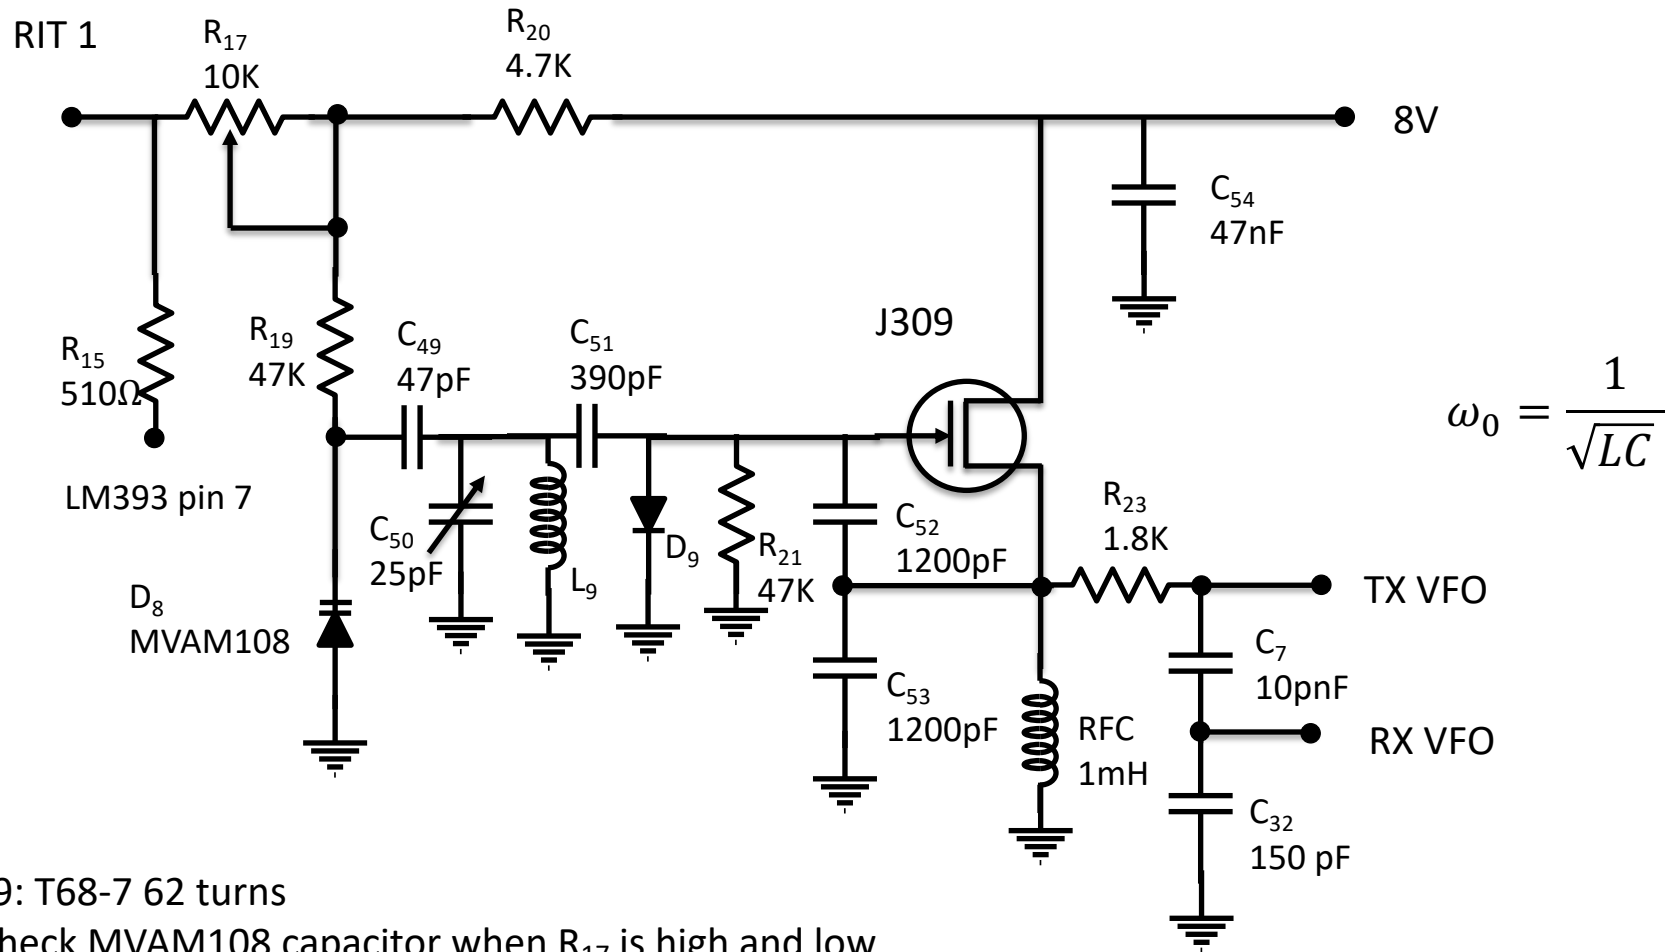 RIT 1
R17
10K
R20
4.7K
8V
C54
47nF
J309
R15
510Ω
R19
47K
C49
47pF
C51
390pF
ω0 = 1
√LC
LM393 pin 7
C50
25pF
L9
D9
R21
47K
C52
1200pF
R23
1.8K
TX VFO
D8
MVAM108
C7
10pnF
C53
1200pF
RFC
1mH
RX VFO
C32
150 pF
9: T68-7 62 turns
heck MVAM108 capacitor when R17 is high and low